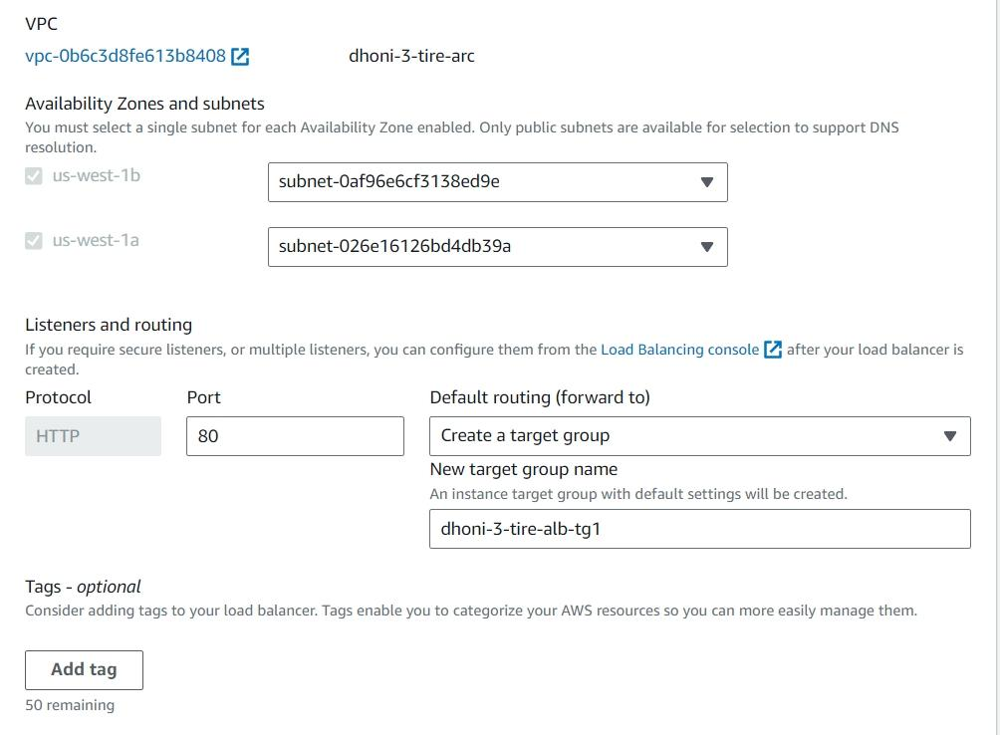 VPC
vpc-0b6c3d8fe613b8408 dhoni-3-tire-arc
Availability Zones and subnets
You must select a single subnet for each Availability Zone enabled. Only public subnets are available for selection to support DNS
resolution.
us-west-1b subnet-0af96e6cf3138ed9e
us-west-1a subnet-026e16126bd4db39a
Listeners and routing
If you require secure listeners, or multiple listeners, you can configure them from the Load Balancing console after your load balancer is
created.
Protocol Port Default routing (forward to)
HTTP 80 Create a target group
New target group name
An instance target group with default settings will be created.
dhoni-3-tire-alb-tg1
Tags - optional
Consider adding tags to your load balancer. Tags enable you to categorize your AWS resources so you can more easily manage them.
Add tag
50 remaining